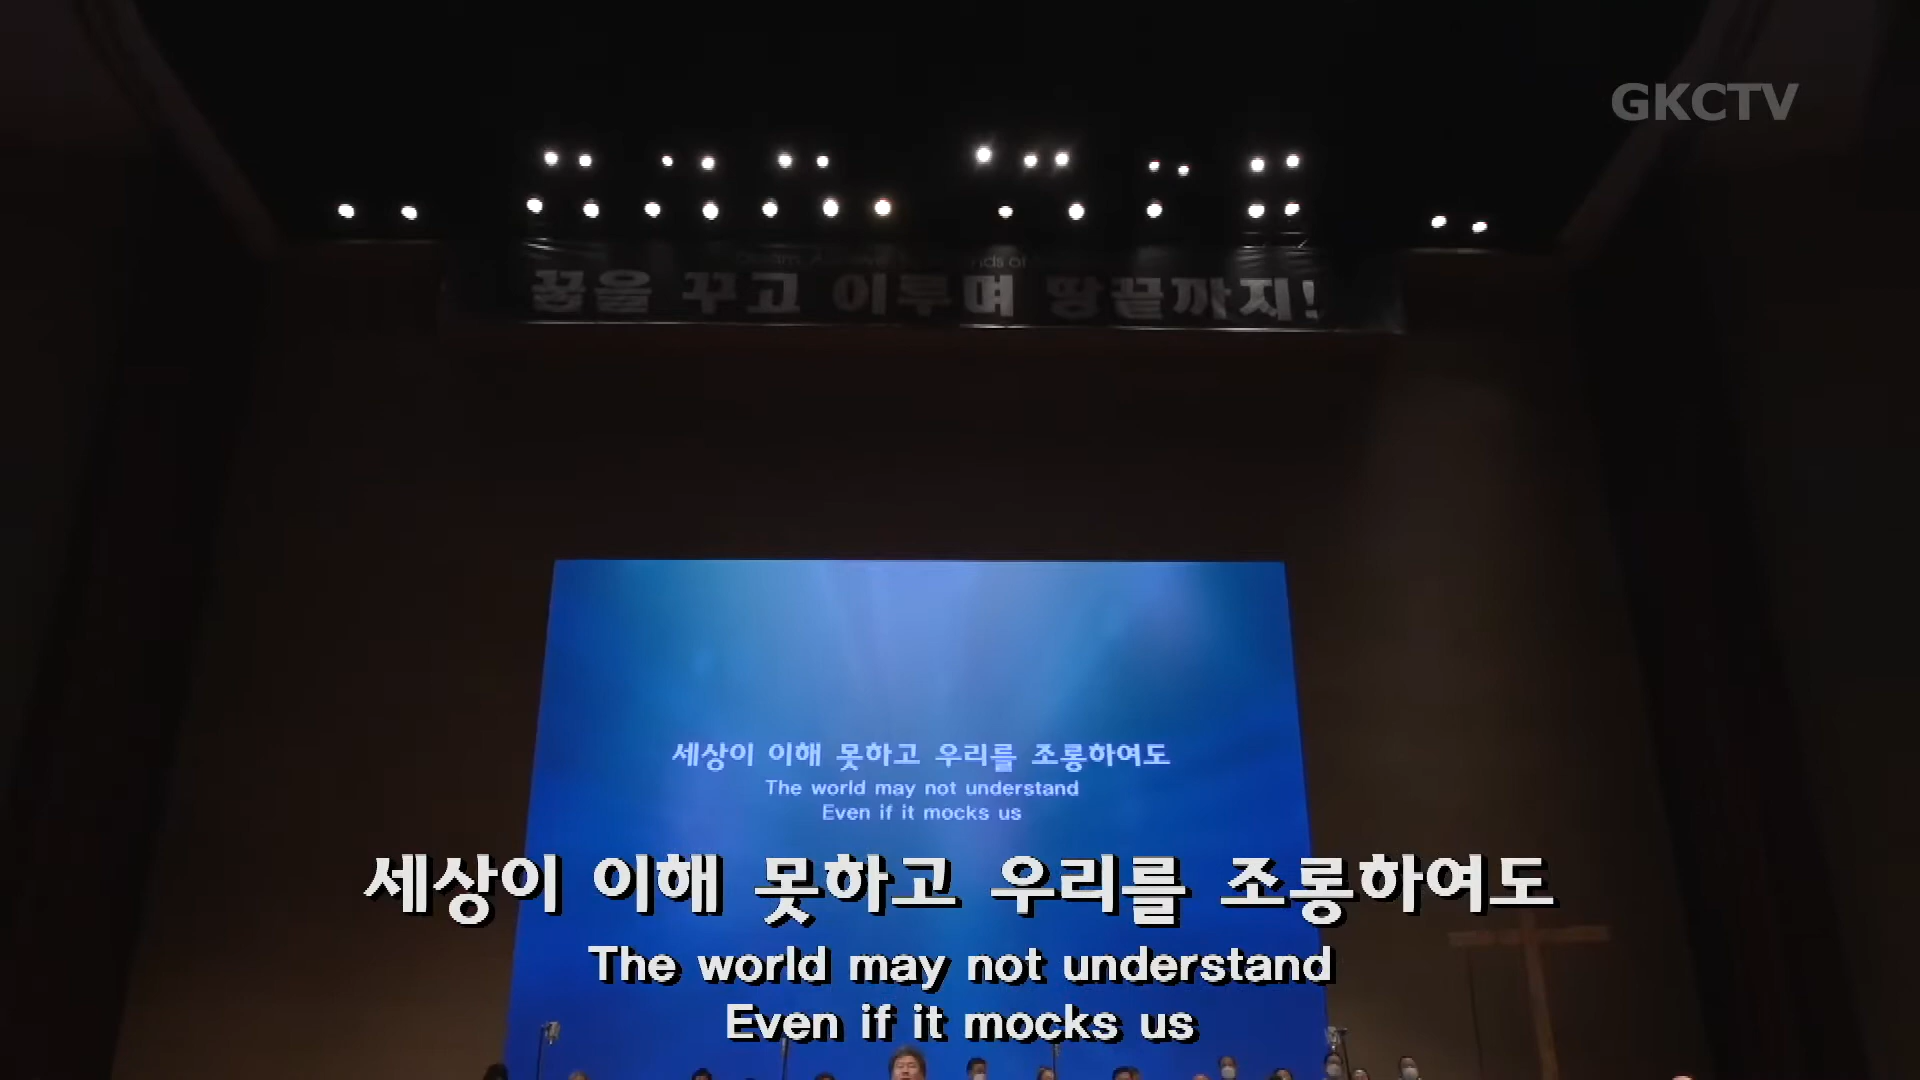 GKCTV
꿈을 꾸고 이루며 땅끝까지!
세상이 이해 못하고 우리를 조롱하여도
The world may not understand
Even if it mocks us
세상이 이해 못하고 우리를 조롱하여도
The world may not understand
Even if it mocks us